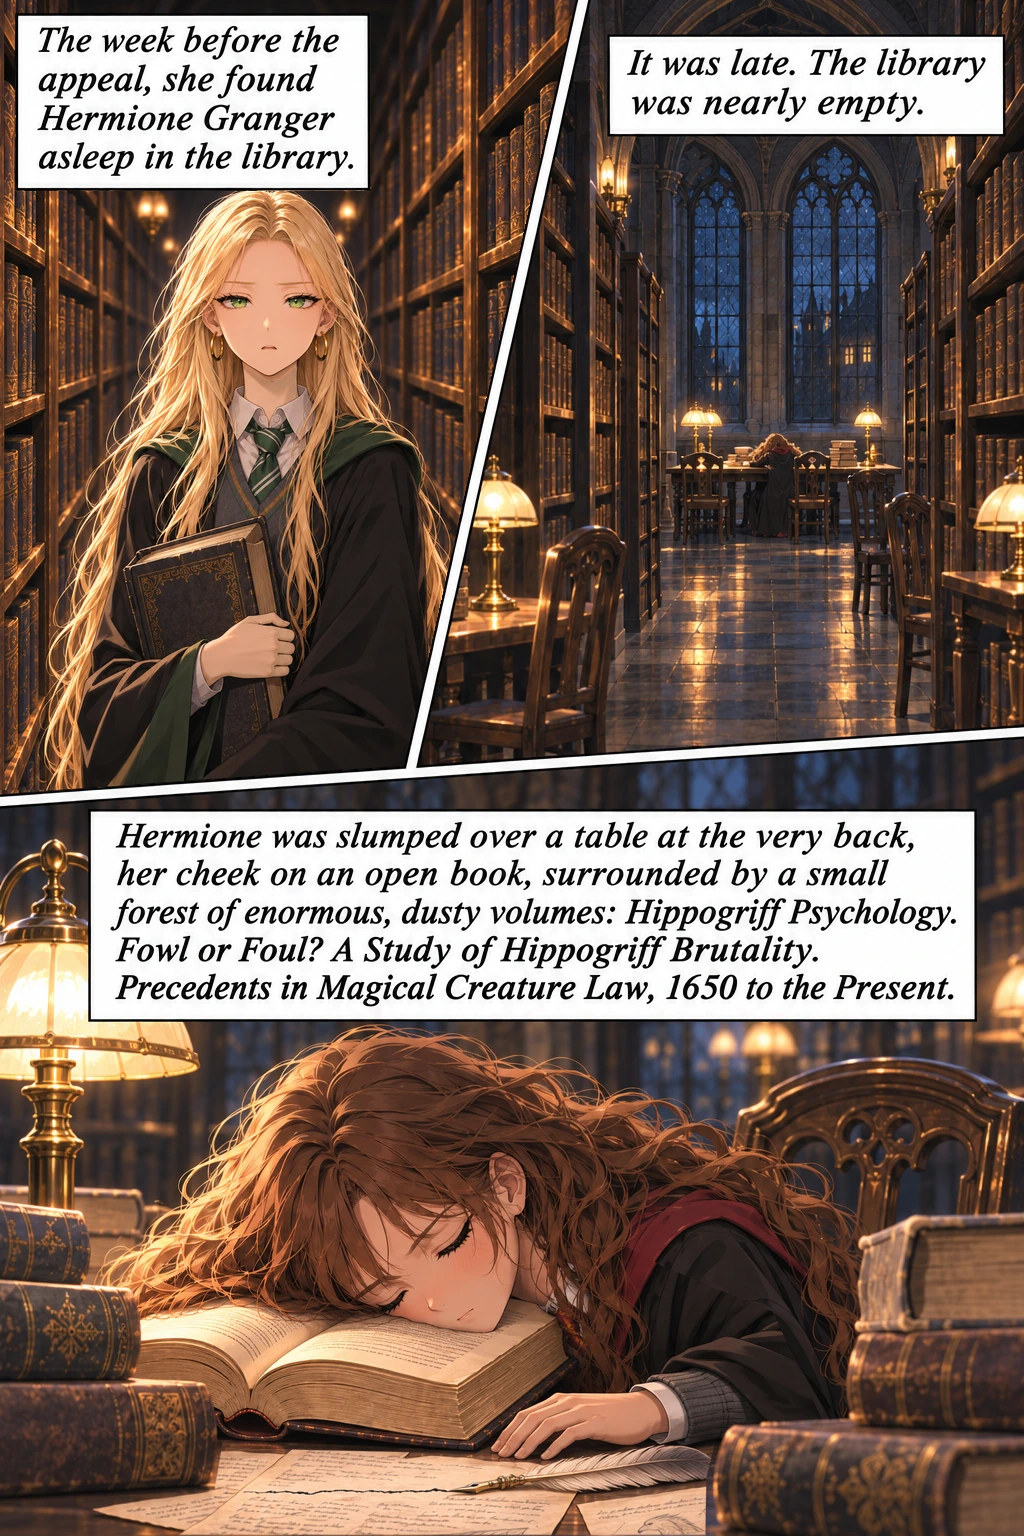 The week before the
appeal, she found
Hermione Granger
asleep in the library.
It was late. The library
was nearly empty.
Hermione was slumped over a table at the very back,
her cheek on an open book, surrounded by a small
forest of enormous, dusty volumes: Hippogriff Psychology.
Fowl or Foul? A Study of Hippogriff Brutality.
Precedents in Magical Creature Law, 1650 to the Present.